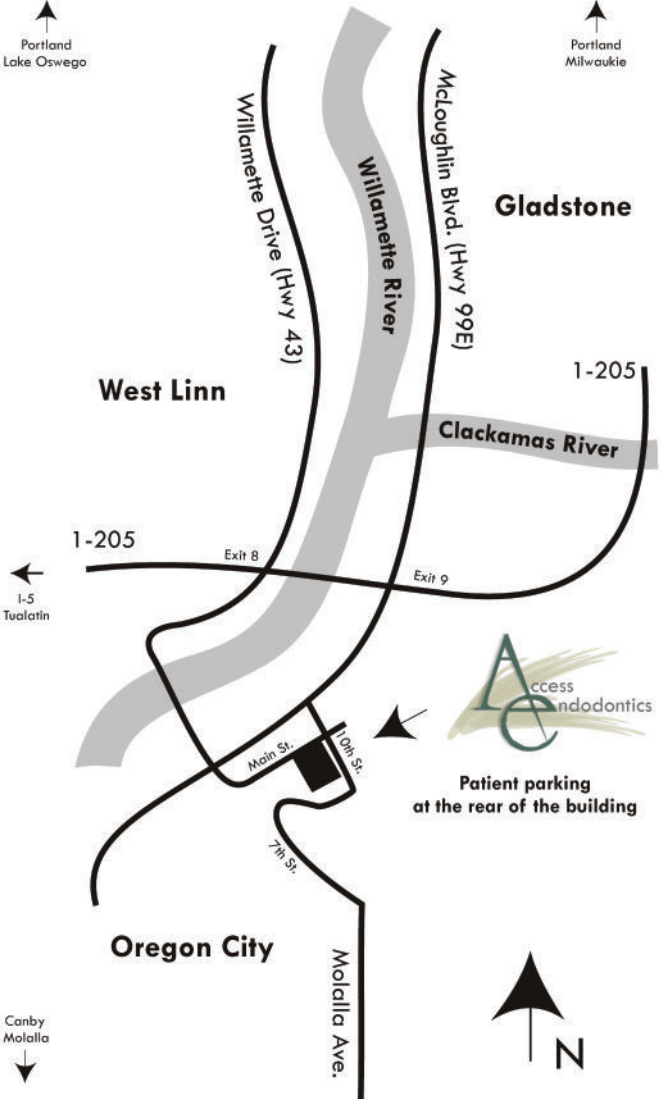 Portland
Lake Oswego
Portland
Milwaukie
Willamette Drive (Hwy 43)
Willamette River
McLoughlin Blvd. (Hwy 99E)
Gladstone
West Linn
1-205
Clackamas River
1-205
Exit 8
Exit 9
I-5
Tualatin
Access
Endodontics
Main St.
10th St.
Patient parking
at the rear of the building
7th St.
Oregon City
Molalla Ave.
Canby
Molalla
N